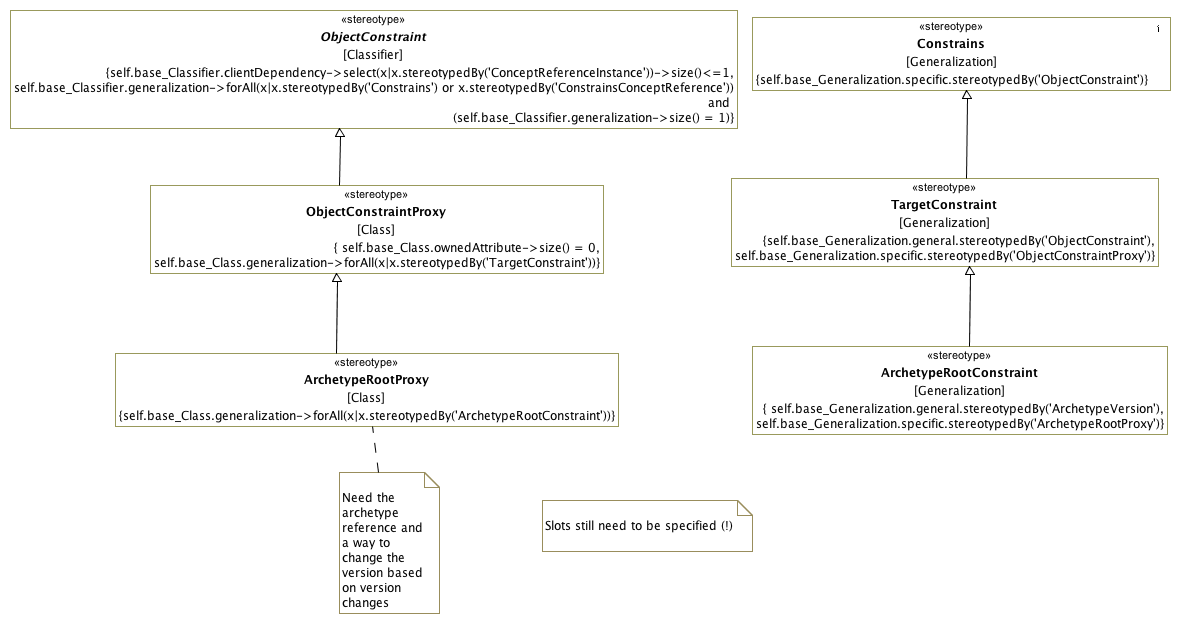 «stereotype»
ObjectConstraint
[Classifier]
{self.base_Classifier.clientDependency->select(x|x.stereotypedBy('ConceptReferenceInstance'))->size()<=1,
self.base_Classifier.generalization->forAll(x|x.stereotypedBy('Constrains') or x.stereotypedBy('ConstrainsConceptReference'))
and
(self.base_Classifier.generalization->size() = 1)}
«stereotype»
Constrains
[Generalization]
{self.base_Generalization.specific.stereotypedBy('ObjectConstraint')}
«stereotype»
ObjectConstraintProxy
[Class]
{ self.base_Class.ownedAttribute->size() = 0,
self.base_Class.generalization->forAll(x|x.stereotypedBy('TargetConstraint'))}
«stereotype»
TargetConstraint
[Generalization]
{self.base_Generalization.general.stereotypedBy('ObjectConstraint'),
self.base_Generalization.specific.stereotypedBy('ObjectConstraintProxy')}
«stereotype»
ArchetypeRootProxy
[Class]
{self.base_Class.generalization->forAll(x|x.stereotypedBy('ArchetypeRootConstraint'))}
«stereotype»
ArchetypeRootConstraint
[Generalization]
{ self.base_Generalization.general.stereotypedBy('ArchetypeVersion'),
self.base_Generalization.specific.stereotypedBy('ArchetypeRootProxy')}
Need the
archetype
reference and
a way to
change the
version based
on version
changes
Slots still need to be specified (!)